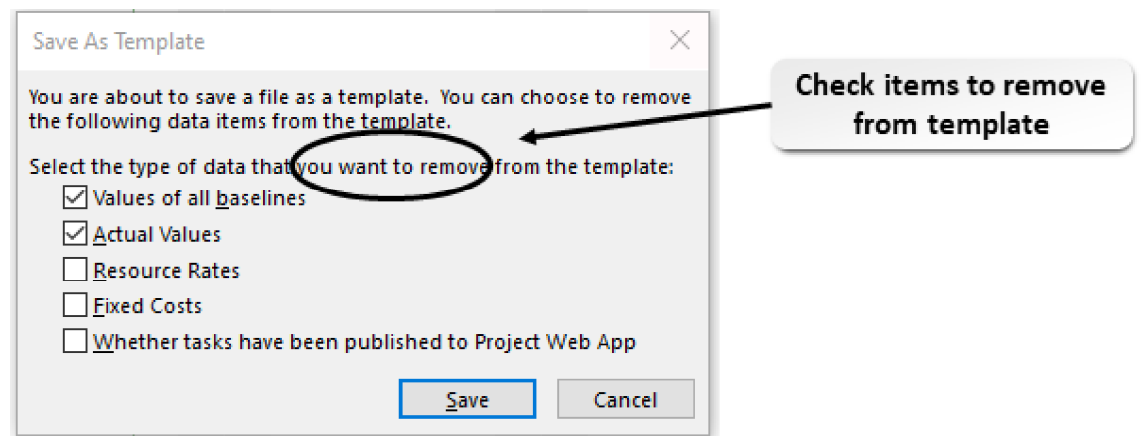 Save As Template
You are about to save a file as a template. You can choose to remove
the following data items from the template.
Select the type of data that you want to remove from the template:
Values of all baselines
Actual Values
Resource Rates
Fixed Costs
Whether tasks have been published to Project Web App
Save Cancel
Check items to remove
from template